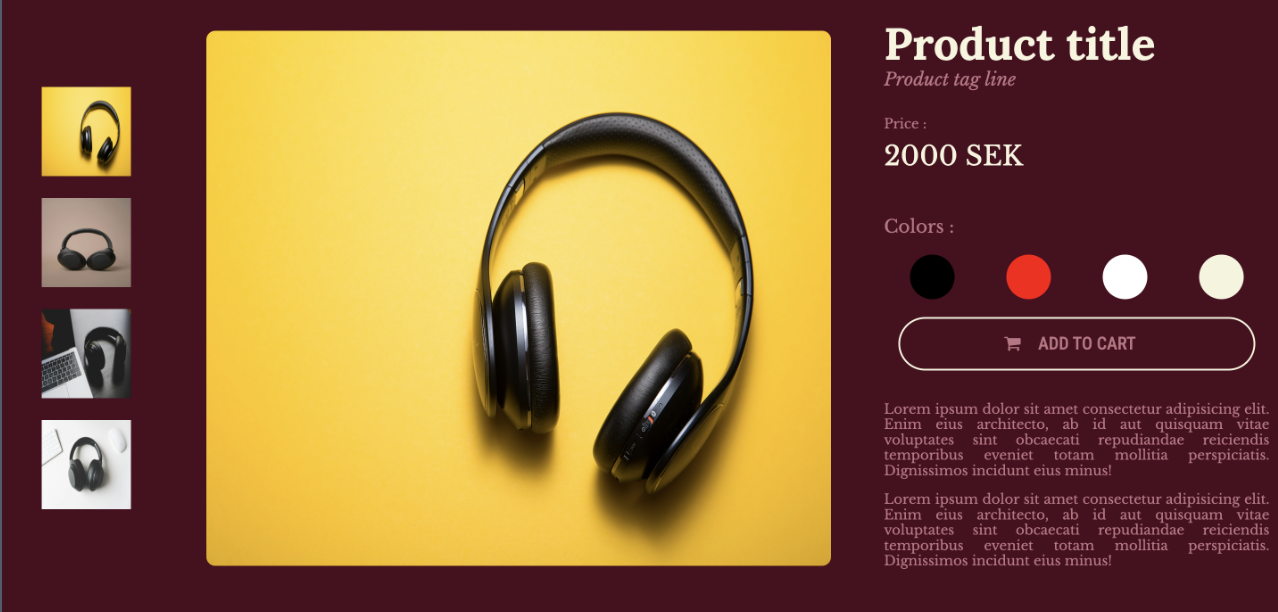 Product title
Product tag line
Price :
2000 SEK
Colors :
ADD TO CART
Lorem ipsum dolor sit amet consectetur adipisicing elit.
Enim eius architecto, ab id aut quisquam vitae
voluptates sint obcaecati repudiandae reiciendis
temporibus eveniet totam mollitia perspiciatis.
Dignissimos incidunt eius minus!
Lorem ipsum dolor sit amet consectetur adipisicing elit.
Enim eius architecto, ab id aut quisquam vitae
voluptates sint obcaecati repudiandae reiciendis
temporibus eveniet totam mollitia perspiciatis.
Dignissimos incidunt eius minus!